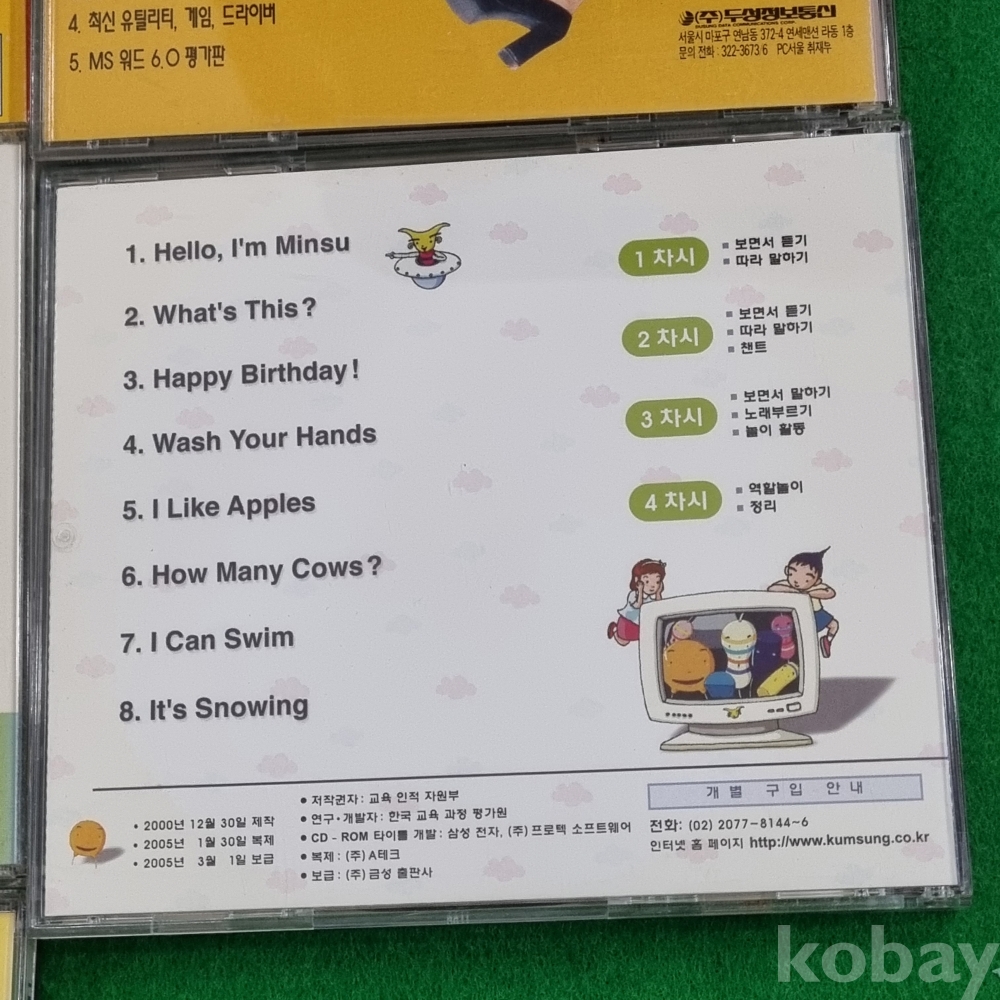 4. 최신 유틸리티, 게임, 드라이버
5. MS 워드 6.0 평가판
(주)두성정보통신
서울시 마포구 연남동 372-4 연세맨션 라동 1층
문의 전화 : 322-3673/6 PC서울 취재부
1. Hello, I'm Minsu
2. What's This?
3. Happy Birthday!
4. Wash Your Hands
5. I Like Apples
6. How Many Cows?
7. I Can Swim
8. It's Snowing
1 차시
■ 보면서 듣기
■ 따라 말하기
2 차시
■ 보면서 듣기
■ 따라 말하기
■ 챈트
3 차시
■ 보면서 말하기
■ 노래부르기
■ 놀이 활동
4 차시
■ 역할놀이
■ 정리
• 2000년 12월 30일 제작
• 2005년 1월 30일 복제
• 2005년 3월 1일 보급
● 저작권자 : 교육 인적 자원부
● 연구·개발자 : 한국 교육 과정 평가원
● CD - ROM 타이틀 개발 : 삼성 전자, (주) 프로텍 소프트웨어
● 복제 : (주) A테크
● 보급 : (주) 금성 출판사
개 별 구 입 안 내
전화: (02) 2077-8144~6
인터넷 홈 페이지 http://www.kumsung.co.kr
kobay